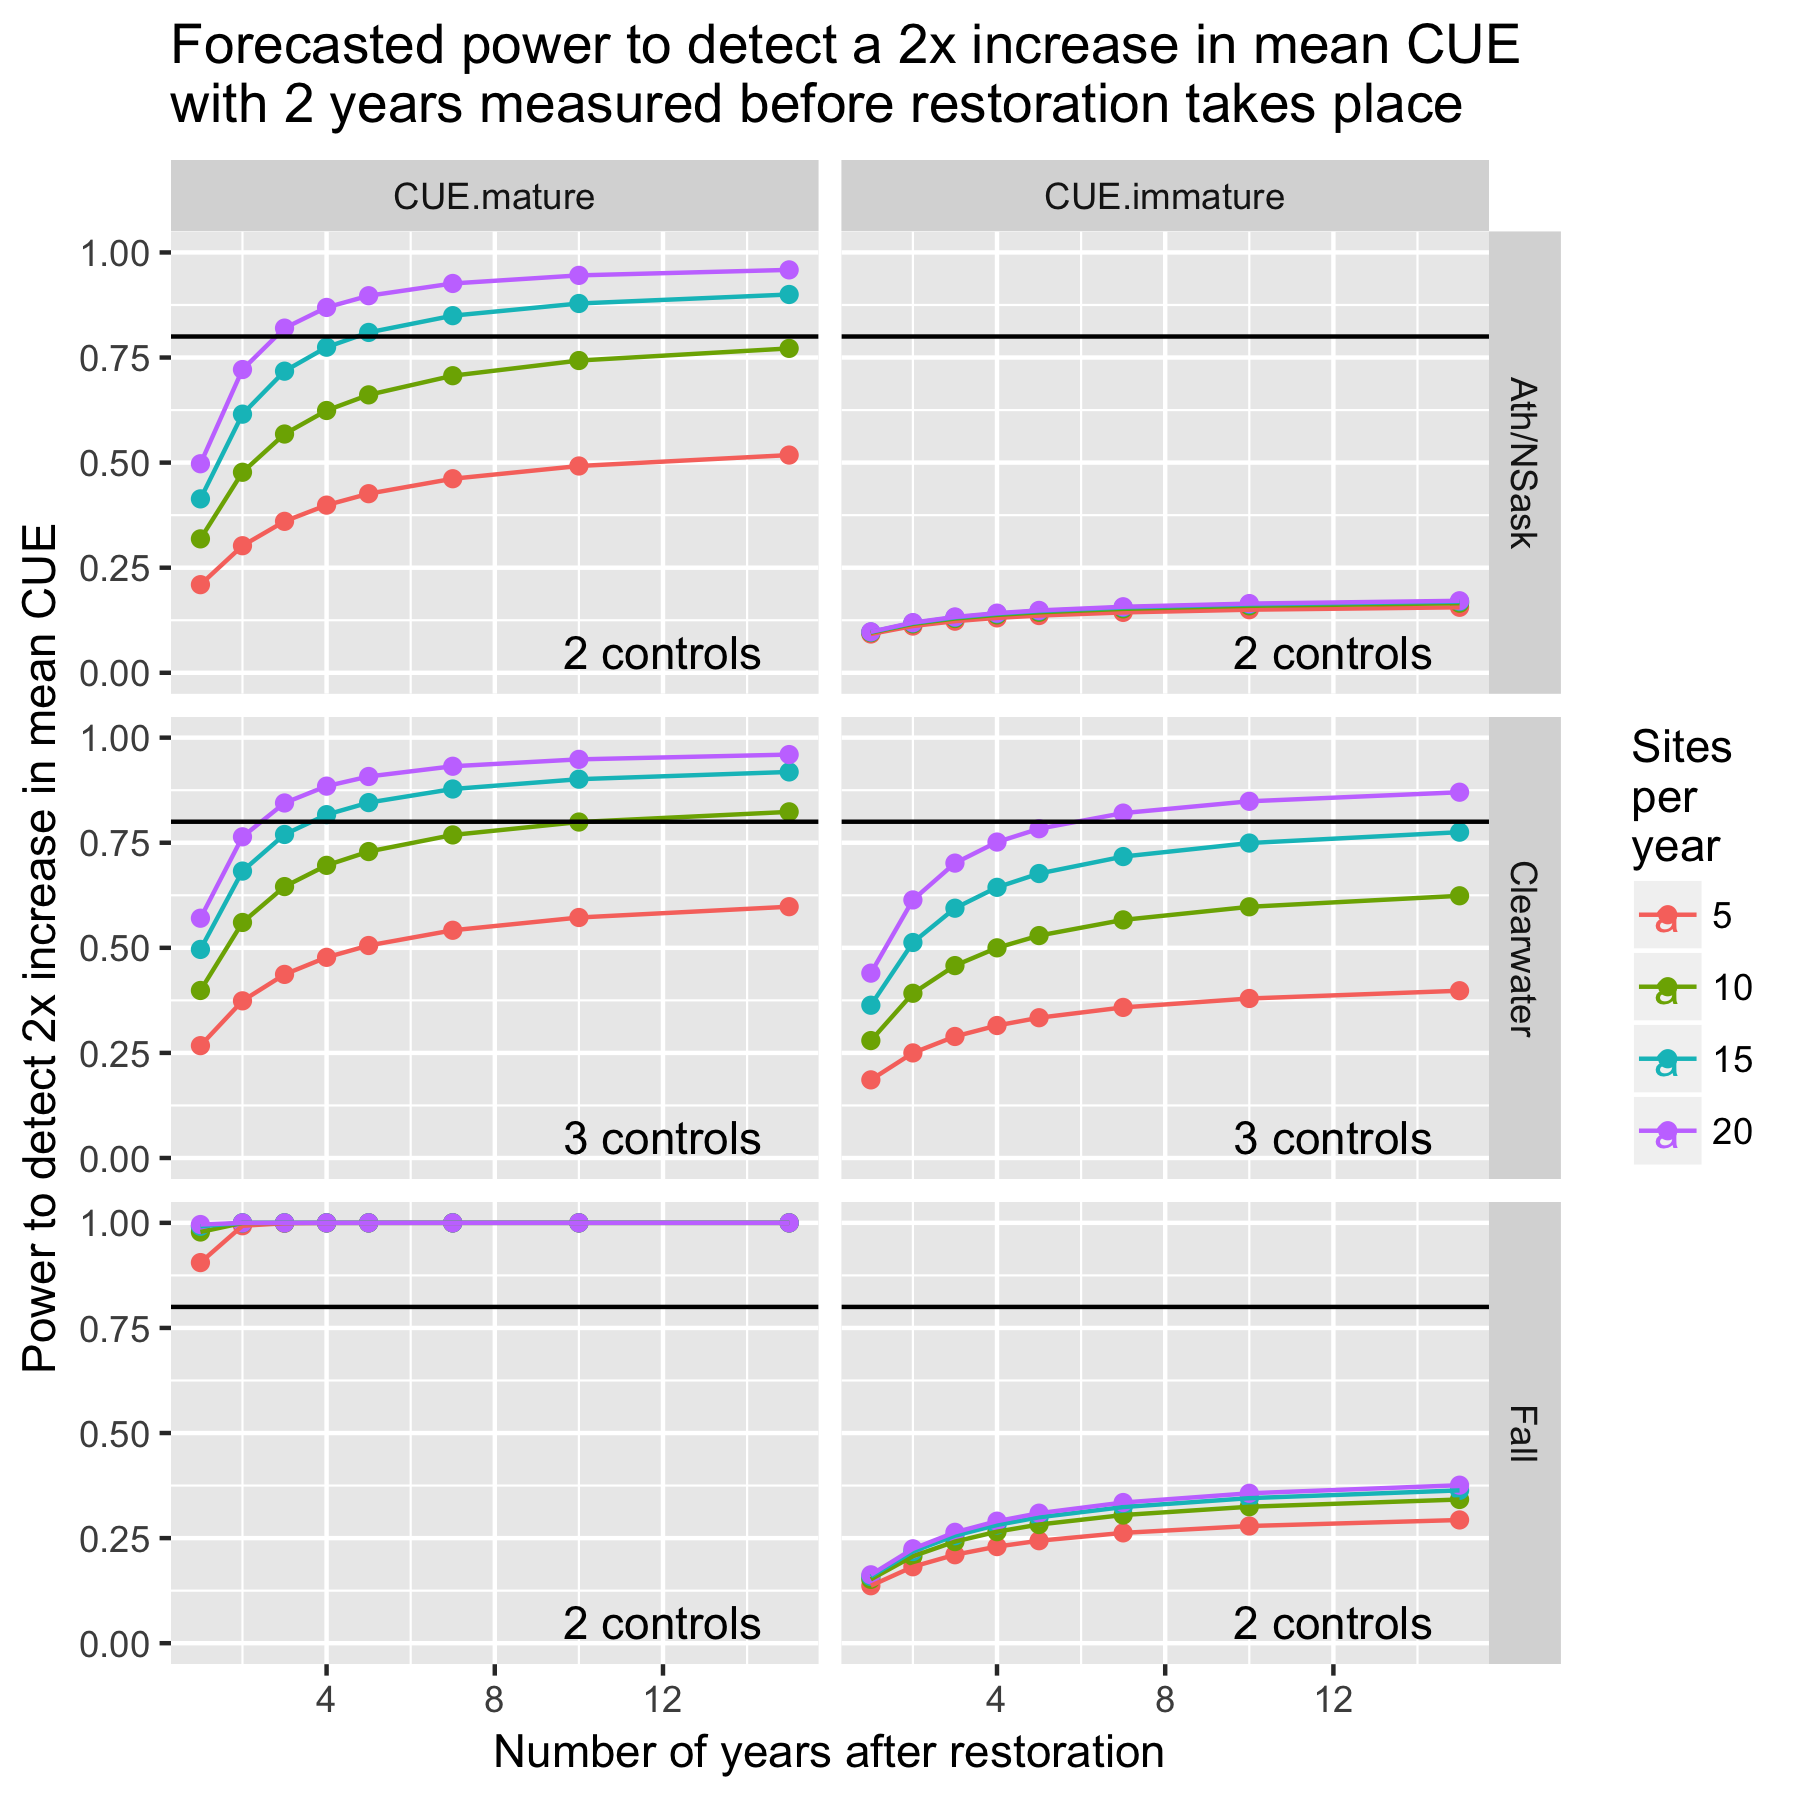 Forecasted power to detect a 2x increase in mean CUE
with 2 years measured before restoration takes place
CUE.mature
CUE.immature
Power to detect 2x increase in mean CUE
1.00
0.75
0.50
0.25
0.00
2 controls
2 controls
Ath/NSask
1.00
0.75
0.50
0.25
0.00
3 controls
3 controls
Clearwater
1.00
0.75
0.50
0.25
0.00
2 controls
2 controls
Fall
4
8
12
4
8
12
Number of years after restoration
Sites
per
year
a 5
a 10
a 15
a 20